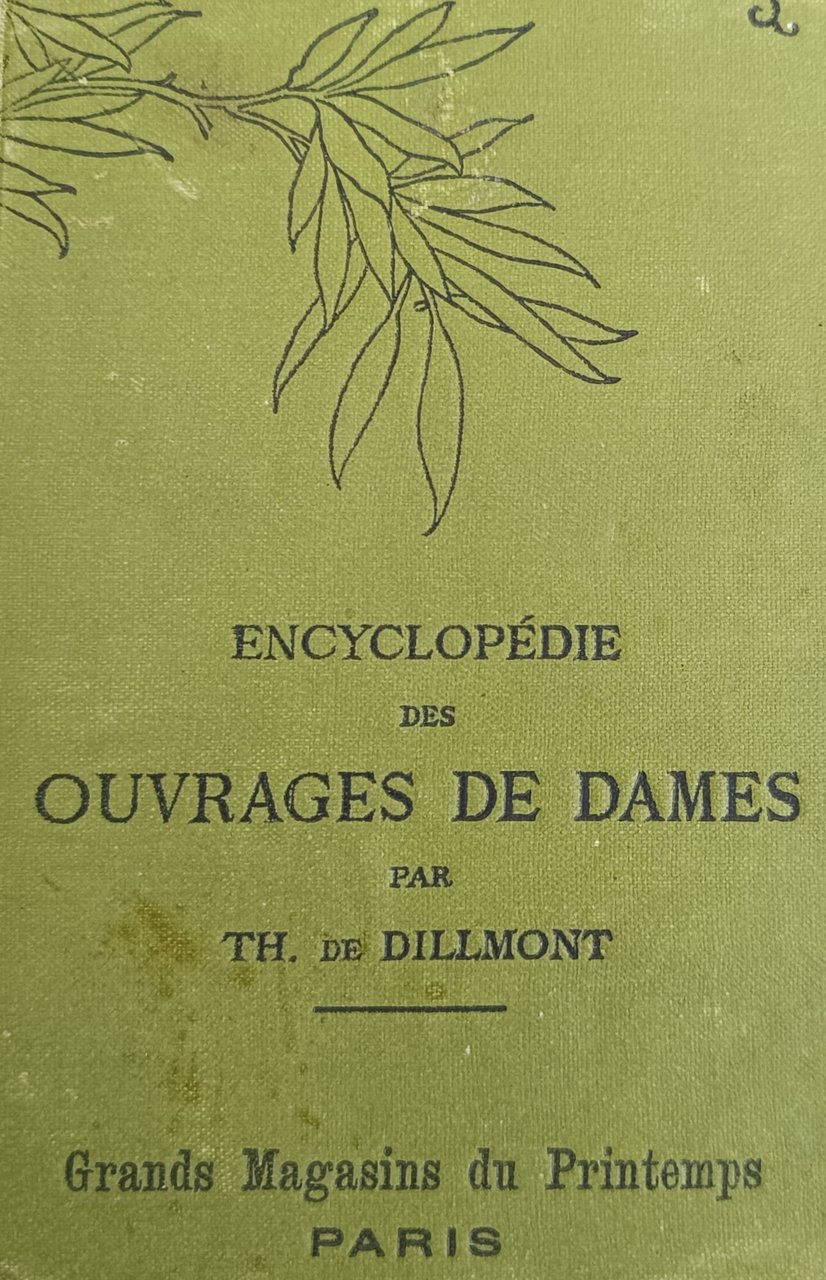 ENCYCLOPÉDIE
DES
OUVRAGES DE DAMES
PAR
TH. DE DILLMONT
Grands Magasins du Printemps
PARIS